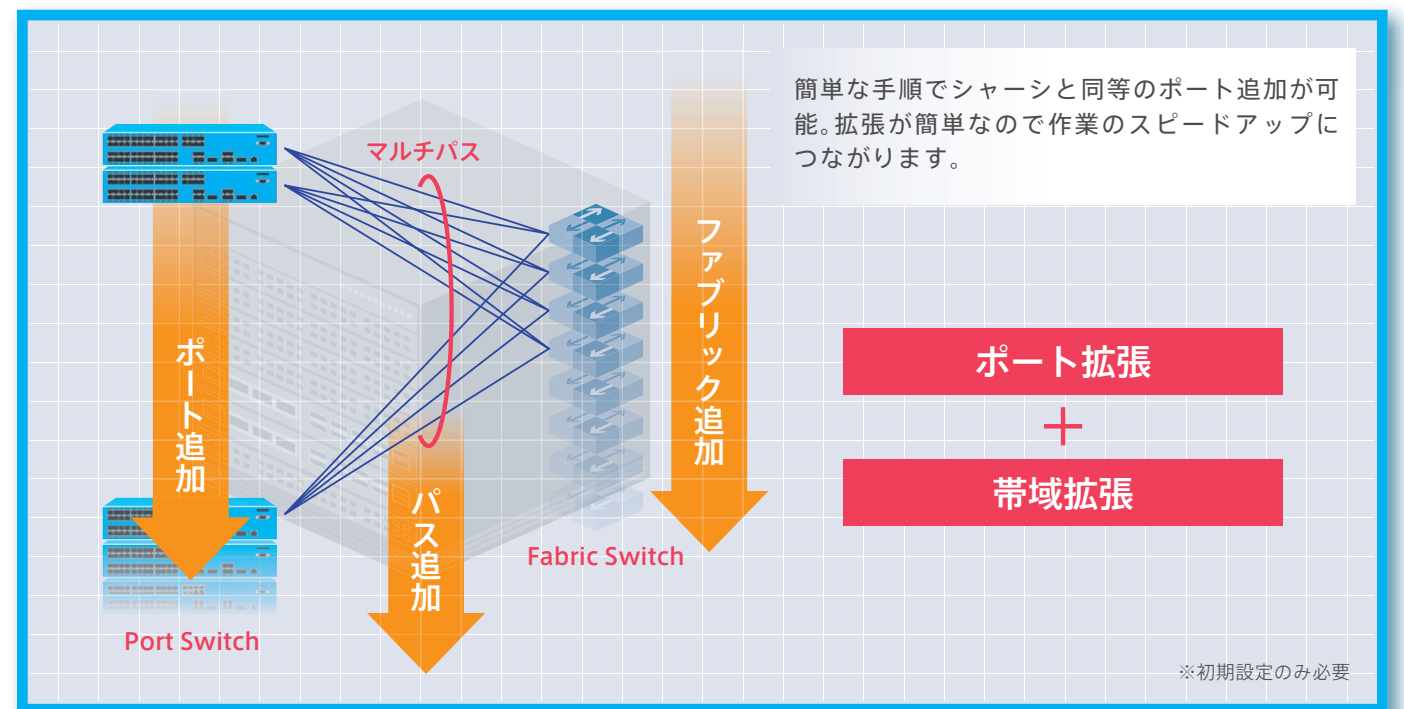 簡単な手順でシャーシと同等のポート追加が可
能。拡張が簡単なので作業のスピードアップに
つながります。
マルチパス
ポート追加
パス追加
ファブリック追加
Fabric Switch
Port Switch
ポート拡張
＋
帯域拡張
※初期設定のみ必要